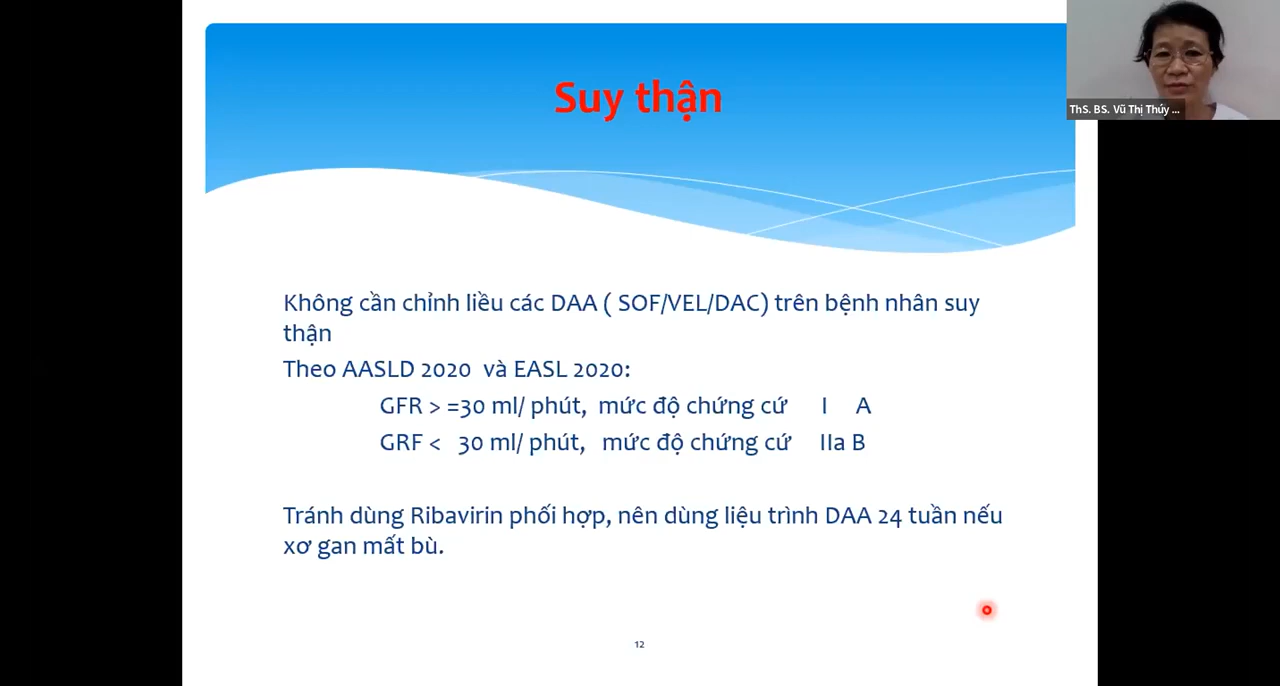 Suy thận
ThS. BS. Vũ Thị Thúy ...
Không cần chỉnh liều các DAA ( SOF/VEL/DAC) trên bệnh nhân suy
thận
Theo AASLD 2020 và EASL 2020:
GFR > =30 ml/ phút, mức độ chứng cứ I A
GRF < 30 ml/ phút, mức độ chứng cứ IIa B
Tránh dùng Ribavirin phối hợp, nên dùng liệu trình DAA 24 tuần nếu
xơ gan mất bù.
12